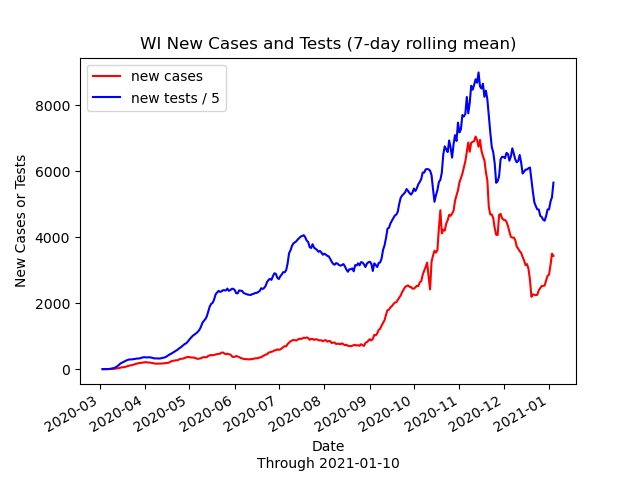 WI New Cases and Tests (7-day rolling mean)
new cases
new tests / 5
New Cases or Tests
8000
6000
4000
2000
0
2020-03
2020-04
2020-05
2020-06
2020-07
2020-08
2020-09
2020-10
2020-11
2020-12
2021-01
Date
Through 2021-01-10